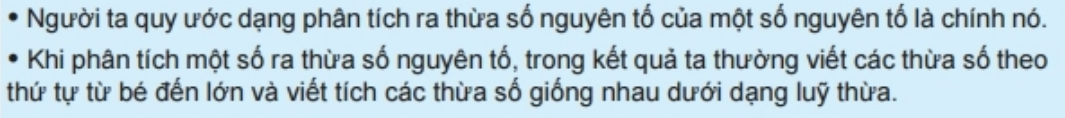 • Người ta quy ước dạng phân tích ra thừa số nguyên tố của một số nguyên tố là chính nó.
• Khi phân tích một số ra thừa số nguyên tố, trong kết quả ta thường viết các thừa số theo
thứ tự từ bé đến lớn và viết tích các thừa số giống nhau dưới dạng luỹ thừa.